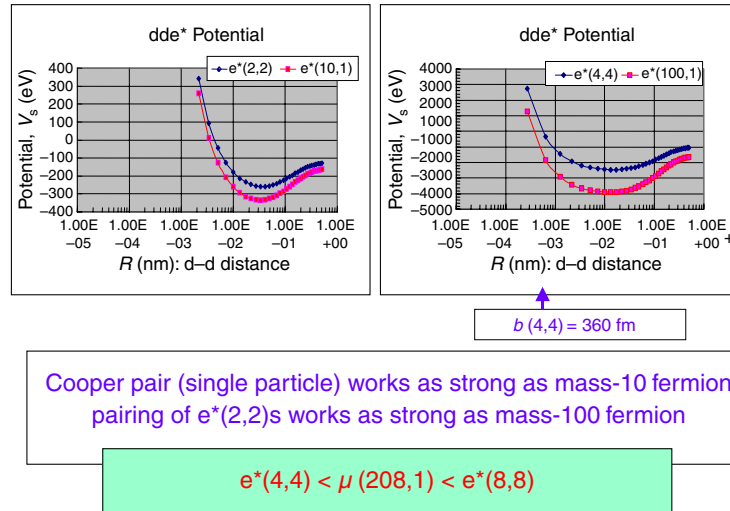 dde* Potential
e*(2,2) e*(10,1)
Potential, Vs (eV)
400
300
200
100
0
−100
−200
−300
−400
1.00E 1.00E 1.00E 1.00E 1.00E 1.00E
−05 −04 −03 −02 −01 +00
R (nm): d–d distance
dde* Potential
e*(4,4) e*(100,1)
Potential, Vs (eV)
4000
3000
2000
1000
0
−1000
−2000
−3000
−4000
−5000
1.00E 1.00E 1.00E 1.00E 1.00E 1.00E
−05 −04 −03 −02 −01 +00 +
R (nm): d–d distance
b (4,4) = 360 fm
Cooper pair (single particle) works as strong as mass-10 fermion
pairing of e*(2,2)s works as strong as mass-100 fermion
e*(4,4) < μ (208,1) < e*(8,8)